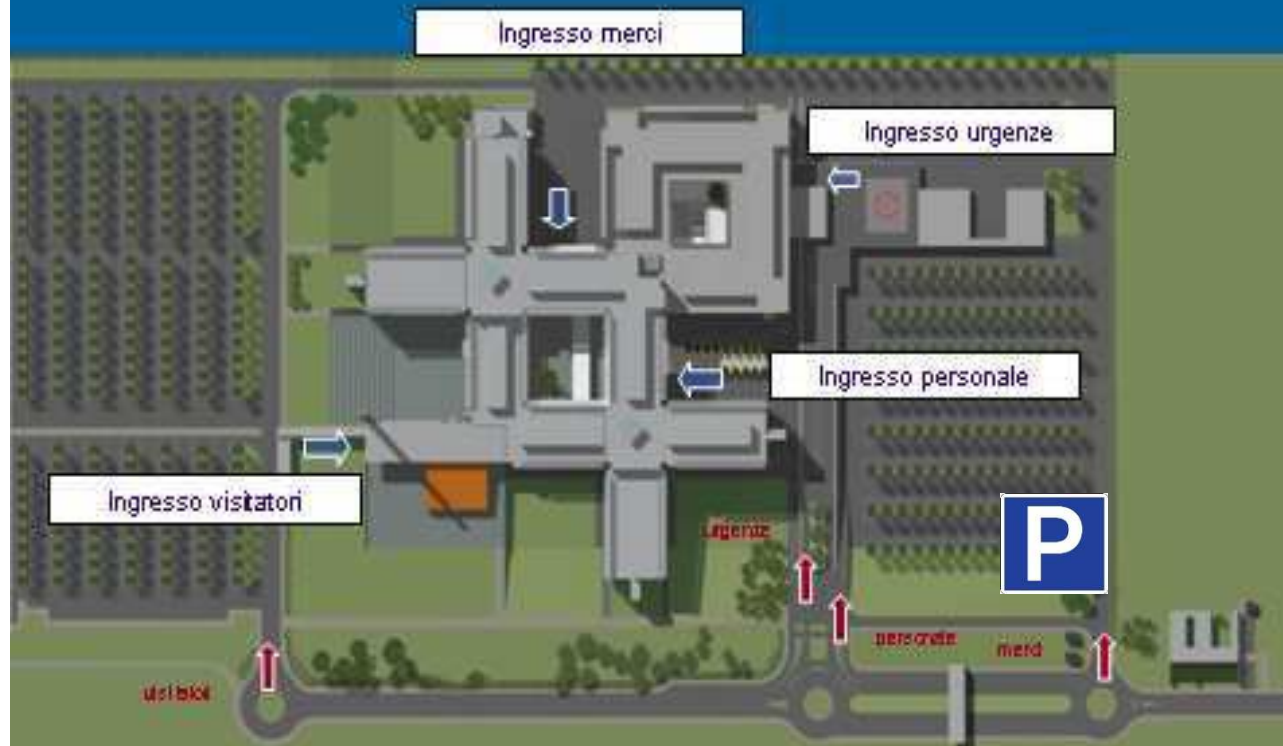 Ingresso merci
Ingresso urgenze
Ingresso personale
Ingresso visitatori
P
urgenze
personale
merci
visitatori